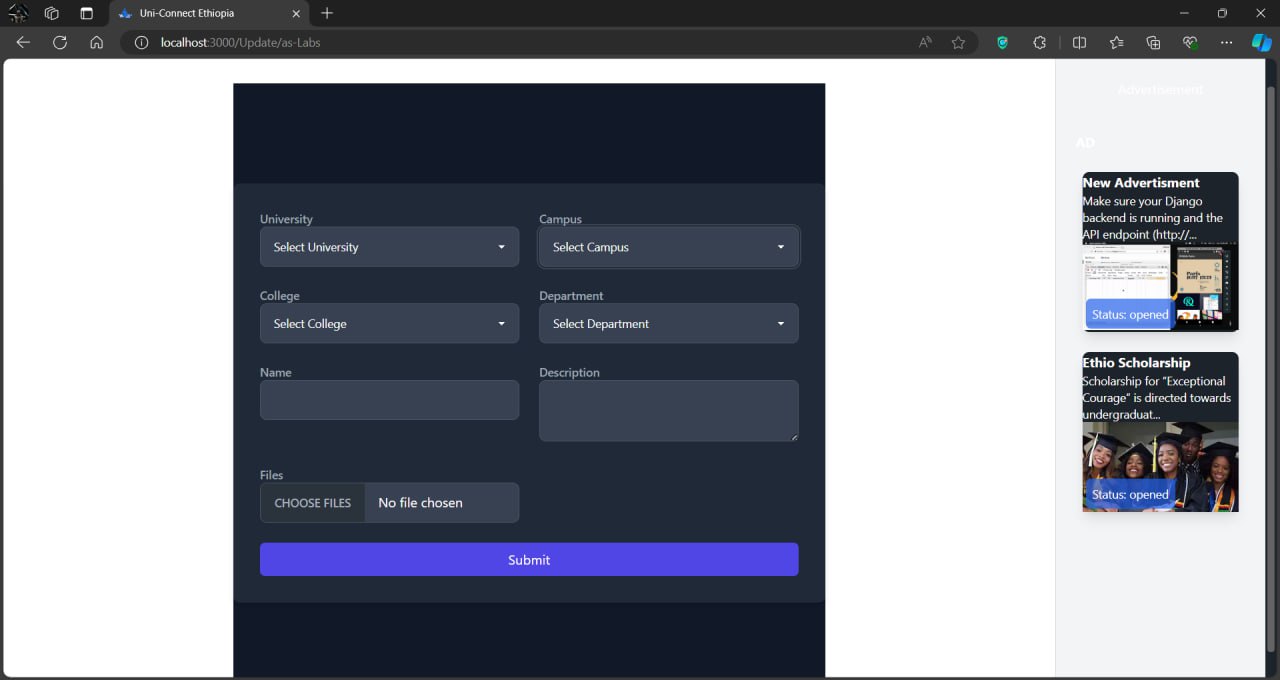 Uni-Connect Ethiopia
localhost:3000/Update/as-Labs
Advertisement
AD
University
Campus
Select University
Select Campus
College
Department
Select College
Select Department
Name
Description
Files
CHOOSE FILES
No file chosen
Submit
New Advertisment
Make sure your Django
backend is running and the
API endpoint (http://...
Status: opened
Ethio Scholarship
Scholarship for "Exceptional
Courage" is directed towards
undergraduat...
Status: opened